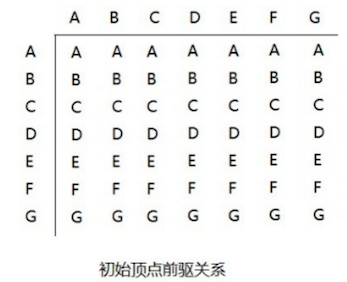 A B C D E F G
A A A A A A A A
B B B B B B B B
C C C C C C C C
D D D D D D D D
E E E E E E E E
F F F F F F F F
G G G G G G G G
初始顶点前驱关系